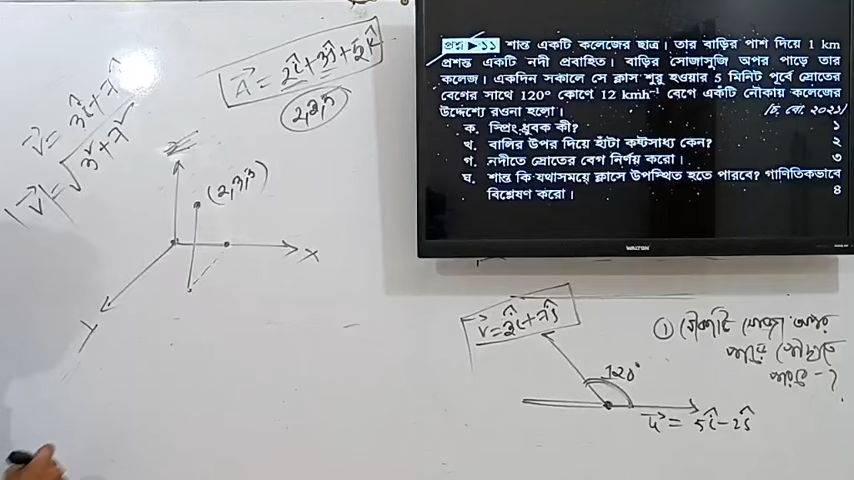 প্রশ্ন ▶ ১১ শান্ত একটি কলেজের ছাত্র। তার বাড়ির পাশ দিয়ে 1 km
প্রশস্ত একটি নদী প্রবাহিত। বাড়ির সোজাসুজি অপর পাড়ে তার
কলেজ। একদিন সকালে সে ক্লাস শুরু হওয়ার 5 মিনিট পূর্বে স্রোতের
বেগের সাথে 120° কোণে 12 kmh⁻¹ বেগে একটি নৌকায় কলেজের
উদ্দেশ্যে রওনা হলো। [চ. বো. ২০২১]
ক. স্প্রিং ধ্রুবক কী? ১
খ. বালির উপর দিয়ে হাঁটা কষ্টসাধ্য কেন? ২
গ. নদীতে স্রোতের বেগ নির্ণয় করো। ৩
ঘ. শান্ত কি যথাসময়ে ক্লাসে উপস্থিত হতে পারবে? গাণিতিকভাবে
বিশ্লেষণ করো। ৪
WALTON
A⃗ = 2î+3ĵ+5k̂
(2,3,5)
V⃗ = 3î+7ĵ
|V⃗| = √3²+7²
Z
(2,3,5)
X
Y
V⃗ = 3î+7ĵ
120°
u⃗ = 5î-2ĵ
① নৌকাটি সোজা অপর
পারে পৌছাতে
পারবে - ?